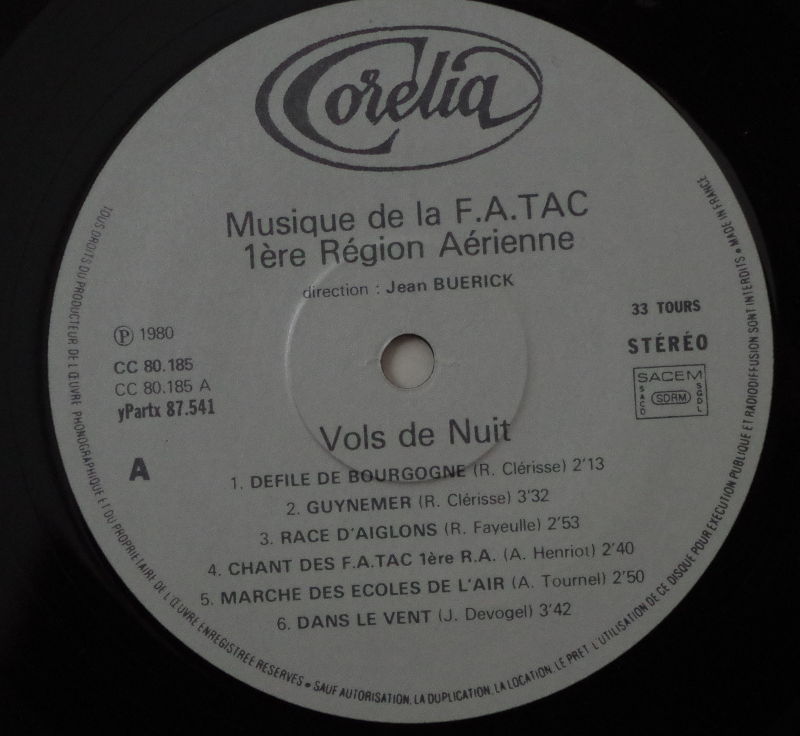 Corelia
Musique de la F.A.TAC
1ère Région Aérienne
direction : Jean BUERICK
33 TOURS
STÉRÉO
SACEM
SACD
SDRM
SGDL
Ⓟ 1980
CC 80.185
CC 80.185 A
yPartx 87.541
A
Vols de Nuit
1. DEFILE DE BOURGOGNE (R. Clérisse) 2'13
2. GUYNEMER (R. Clérisse) 3'32
3. RACE D'AIGLONS (R. Fayeulle) 2'53
4. CHANT DES F.A.TAC 1ère R.A. (A. Henriot) 2'40
5. MARCHE DES ECOLES DE L'AIR (A. Tournel) 2'50
6. DANS LE VENT (J. Devogel) 3'42
TOUS DROITS DU PRODUCTEUR DE L'ŒUVRE PHONOGRAPHIQUE ET DU PROPRIETAIRE DE L'ŒUVRE ENREGISTREE RESERVES • SAUF AUTORISATION, LA DUPLICATION, LA LOCATION, LE PRET, L'UTILISATION DE CE DISQUE POUR EXECUTION PUBLIQUE ET RADIODIFFUSION SONT INTERDITS • MADE IN FRANCE